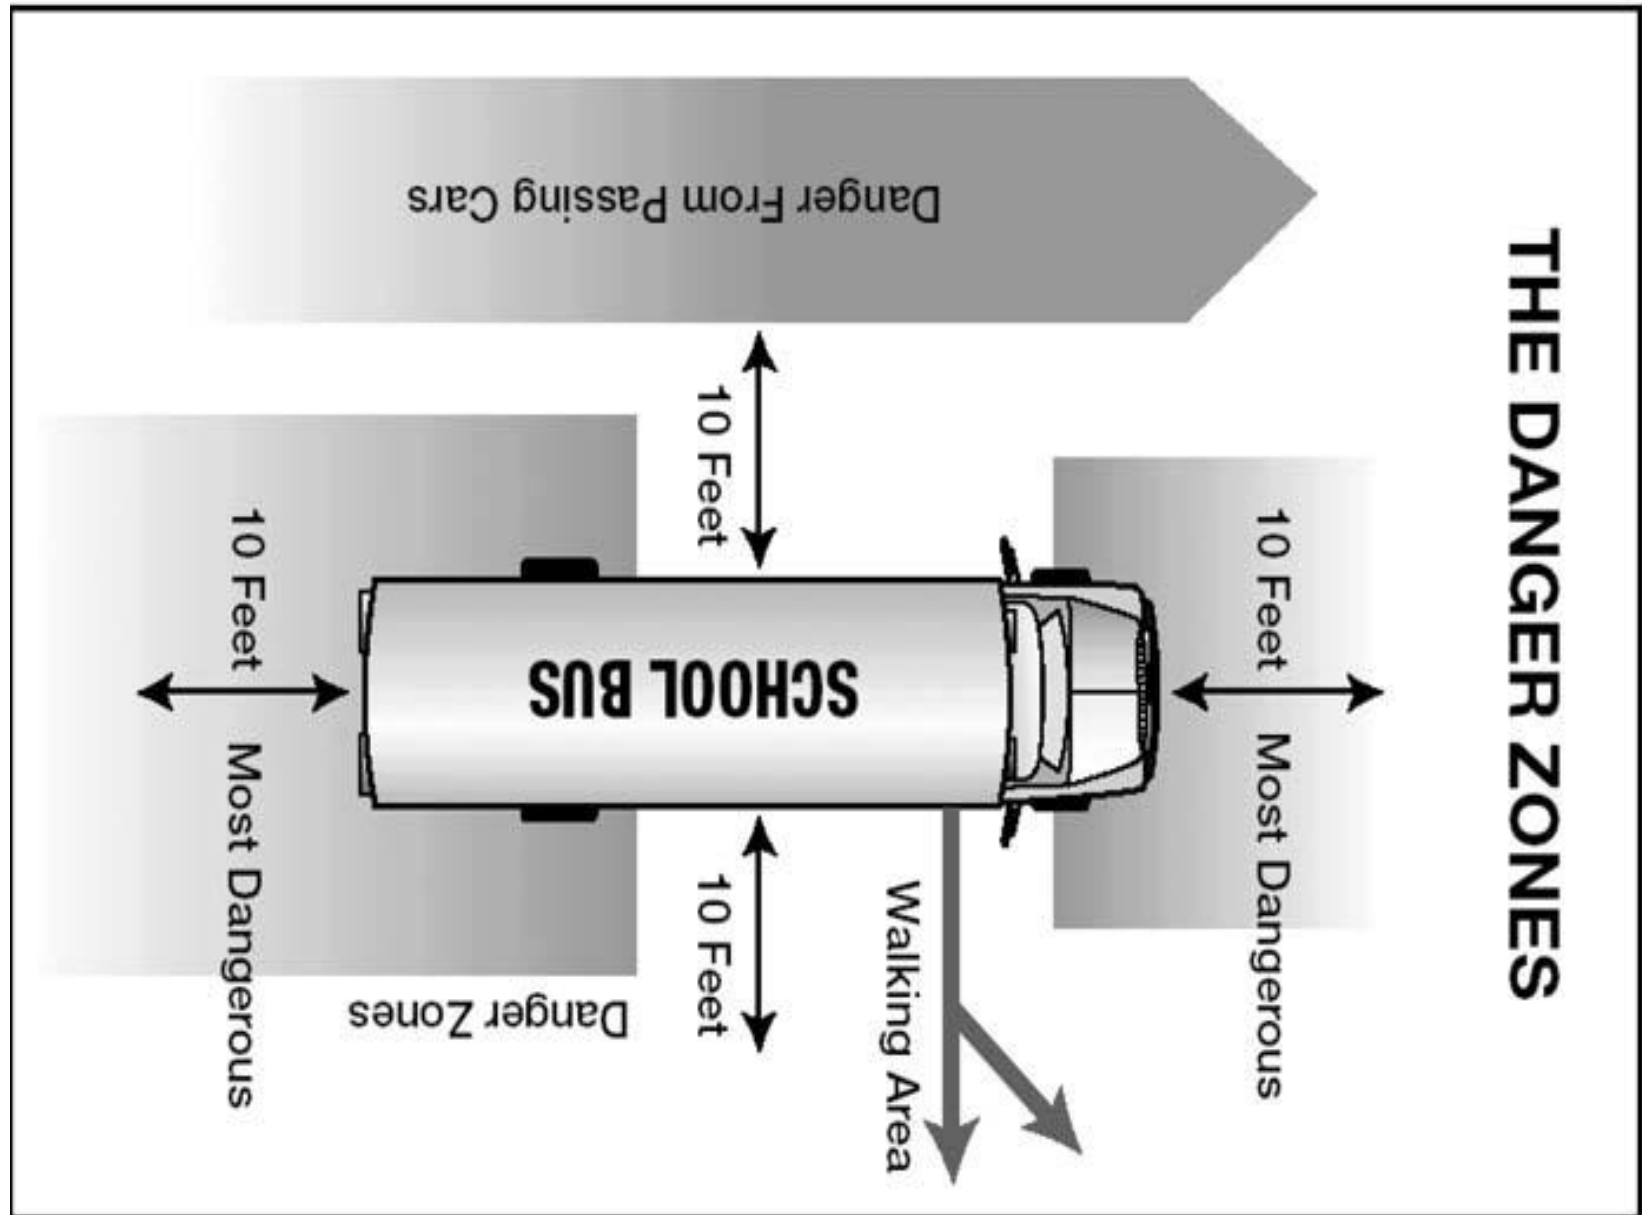 THE DANGER ZONES
10 Feet Most Dangerous
Danger From Passing Cars
10 Feet
SCHOOL BUS
10 Feet
Walking Area
Danger Zones
10 Feet Most Dangerous